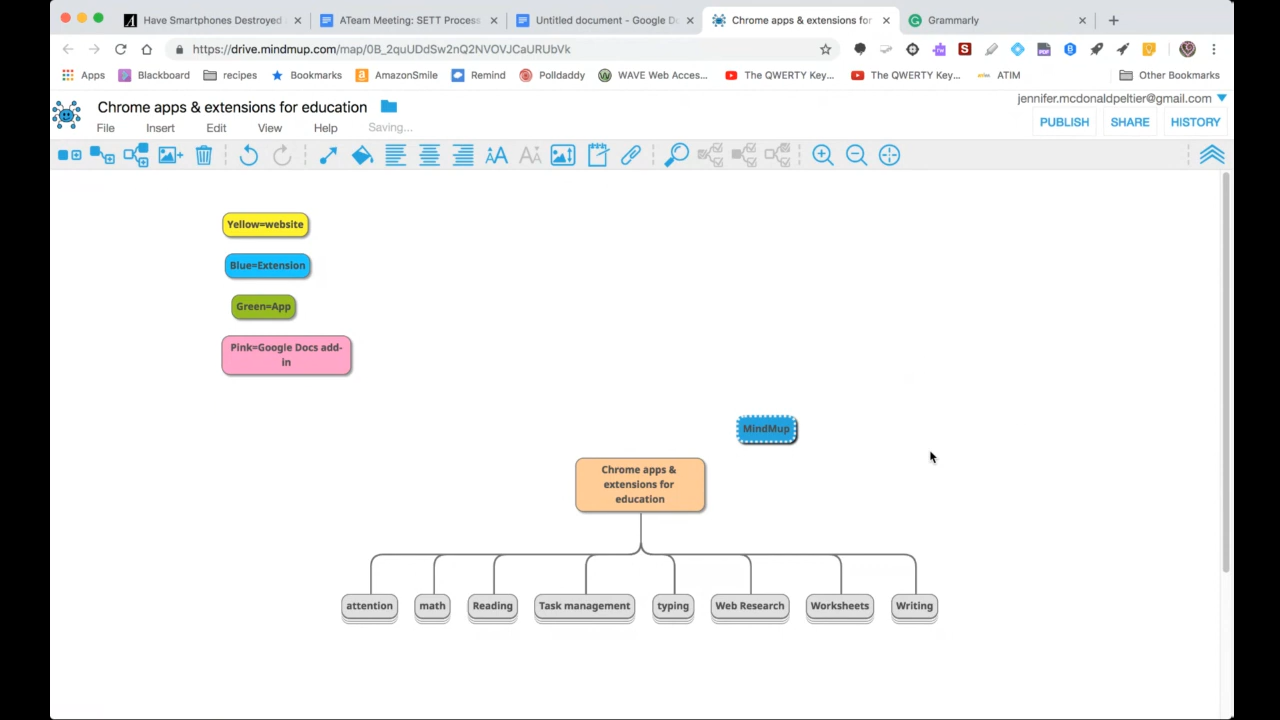 Have Smartphones Destroyed
ATeam Meeting: SETT Process
Untitled document - Google D
Chrome apps & extensions for
Grammarly
https://drive.mindmup.com/map/0B_2quUDdSw2nQ2NVOVJCaURUbVk
Apps
Blackboard
recipes
Bookmarks
AmazonSmile
Remind
Polldaddy
WAVE Web Acces...
The QWERTY Key...
The QWERTY Key...
ATIM
Other Bookmarks
Chrome apps & extensions for education
jennifer.mcdonaldpeltier@gmail.com
File
Insert
Edit
View
Help
Saving...
PUBLISH
SHARE
HISTORY
Yellow=website
Blue=Extension
Green=App
Pink=Google Docs add-
in
MindMup
Chrome apps &
extensions for
education
attention
math
Reading
Task management
typing
Web Research
Worksheets
Writing